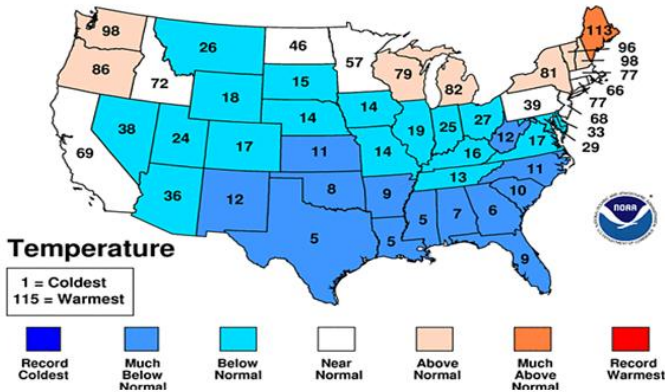 98
26
46
113
86
72
57
96
98
77
66
77
68
33
29
18
15
79
82
81
39
69
38
24
17
14
14
19
25
27
12
17
36
12
11
14
16
11
8
9
13
10
5
5
5
7
6
9
NOAA
Temperature
1 = Coldest
115 = Warmest
Record
Coldest
Much
Below
Normal
Below
Normal
Near
Normal
Above
Normal
Much
Above
Normal
Record
Warmest